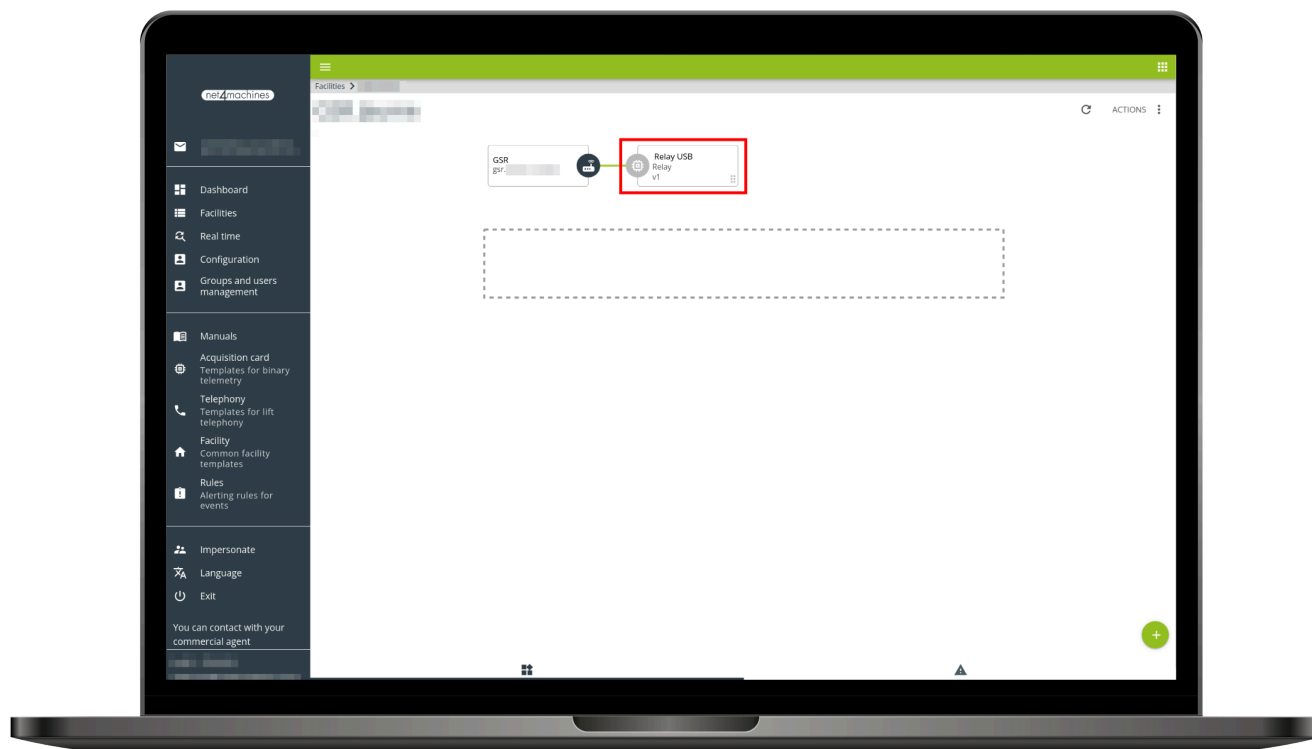 net4machines
Dashboard
Facilities
Real time
Configuration
Groups and users
management
Manuals
Acquisition card
Templates for binary
telemetry
Telephony
Templates for lift
telephony
Facility
Common facility
templates
Rules
Alerting rules for
events
Impersonate
Language
Exit
You can contact with your
commercial agent
Facilities >
ACTIONS
GSR
gsr.
Relay USB
Relay
v1